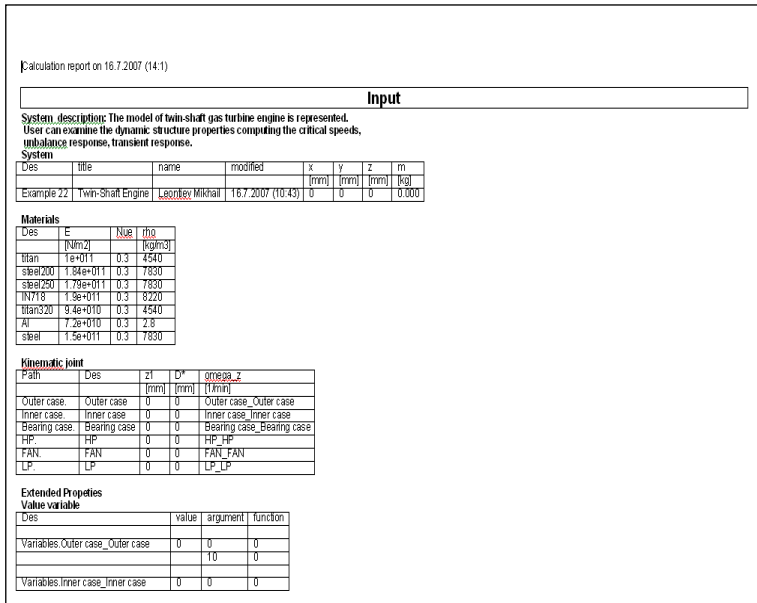 Calculation report on 16.7.2007 (14:1)
Input
System description: The model of twin-shaft gas turbine engine is represented.
User can examine the dynamic structure properties computing the critical speeds,
unbalance response, transient response.
System
Des title name modified x y z m
[mm] [mm] [mm] [kg]
Example 22 Twin-Shaft Engine Leontiev Mikhail 16.7.2007 (10:43) 0 0 0 0.000
Materials
Des E Nue rho
[N/m2] [kg/m3]
titan 1e+011 0.3 4540
steel200 1.84e+011 0.3 7830
steel250 1.79e+011 0.3 7830
IN718 1.9e+011 0.3 8220
titan320 9.4e+010 0.3 4540
Al 7.2e+010 0.3 2.8
steel 1.5e+011 0.3 7830
Kinematic joint
Path Des z1 D* omega_z
[mm] [mm] [1/min]
Outer case. Outer case 0 0 Outer case_Outer case
Inner case. Inner case 0 0 Inner case_Inner case
Bearing case. Bearing case 0 0 Bearing case_Bearing case
HP. HP 0 0 HP_HP
FAN. FAN 0 0 FAN_FAN
LP. LP 0 0 LP_LP
Extended Propeties
Value variable
Des value argument function
Variables.Outer case_Outer case 0 0 0
10 0
Variables.Inner case_Inner case 0 0 0